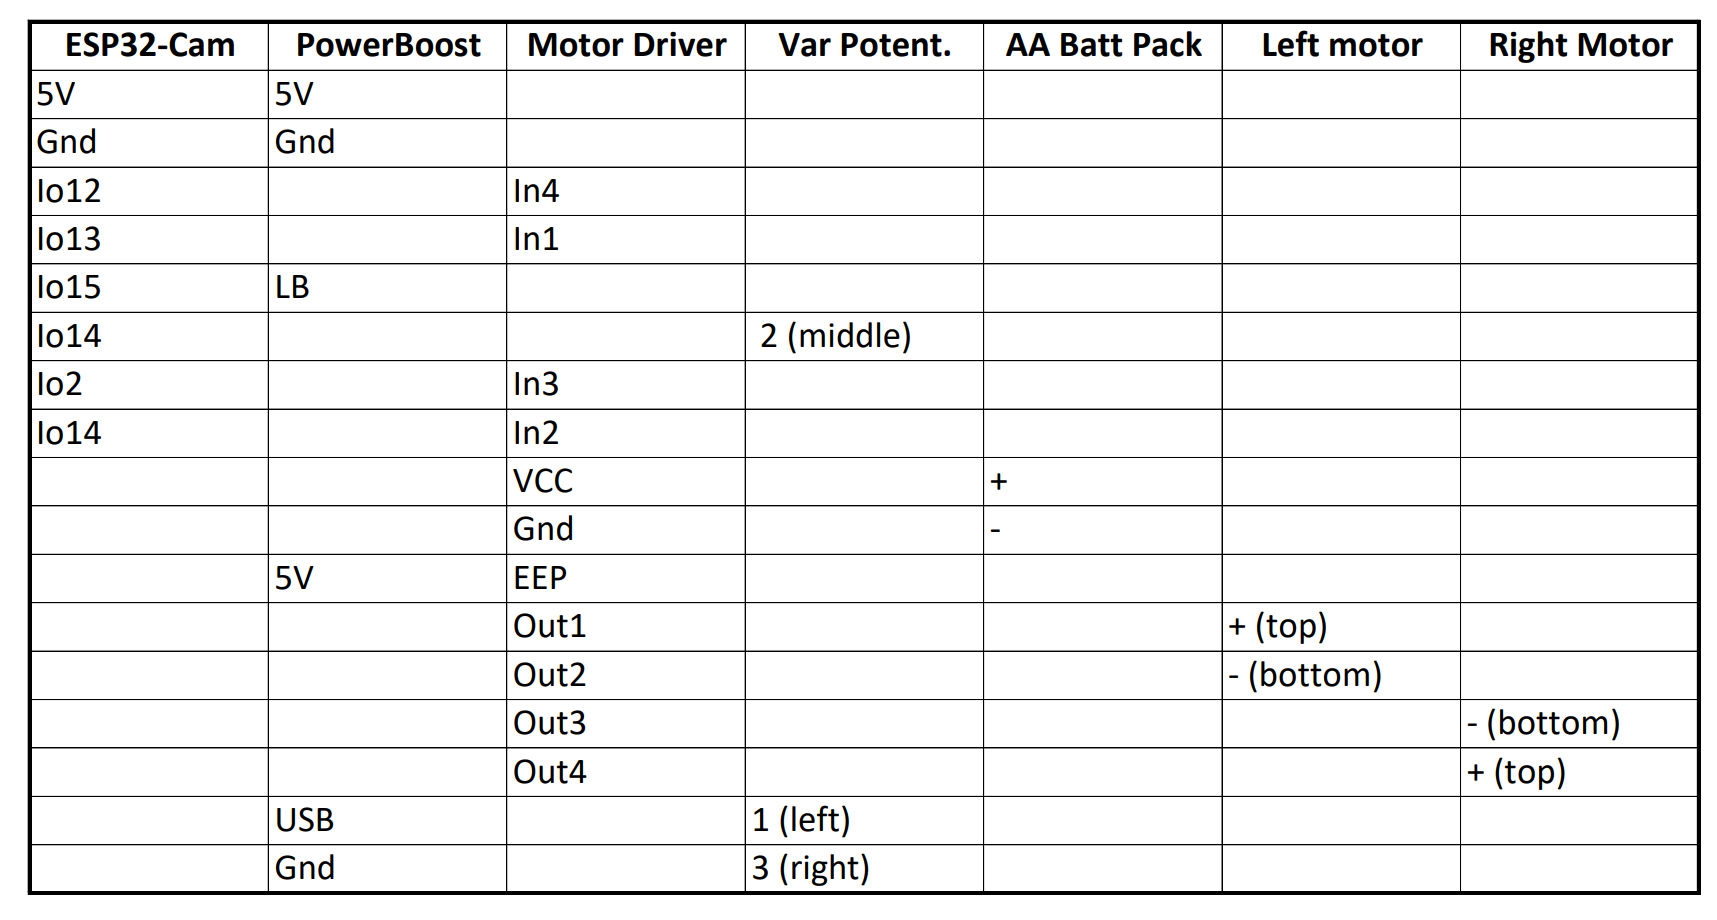 ESP32-Cam PowerBoost Motor Driver Var Potent. AA Batt Pack Left motor Right Motor
5V 5V
Gnd Gnd
Io12 In4
Io13 In1
Io15 LB
Io14 2 (middle)
Io2 In3
Io14 In2
VCC +
Gnd -
5V EEP
Out1 + (top)
Out2 - (bottom)
Out3 - (bottom)
Out4 + (top)
USB 1 (left)
Gnd 3 (right)